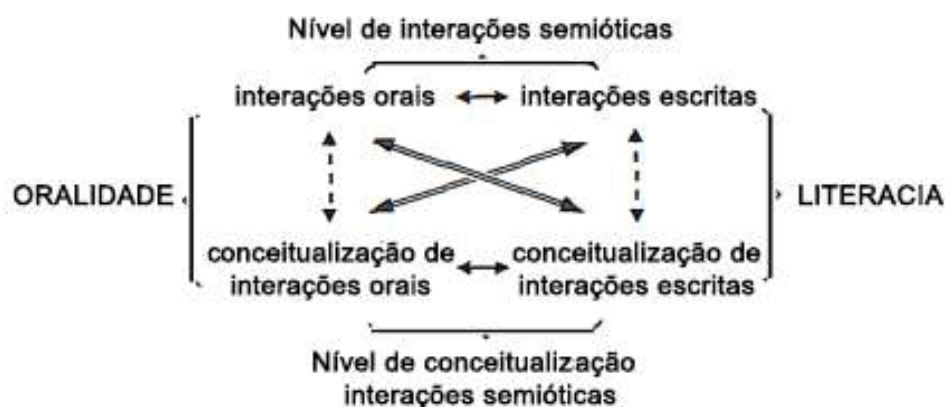 Nível de interações semióticas
interações orais interações escritas
ORALIDADE LITERACIA
conceitualização de conceitualização de
interações orais interações escritas
Nível de conceitualização
interações semióticas